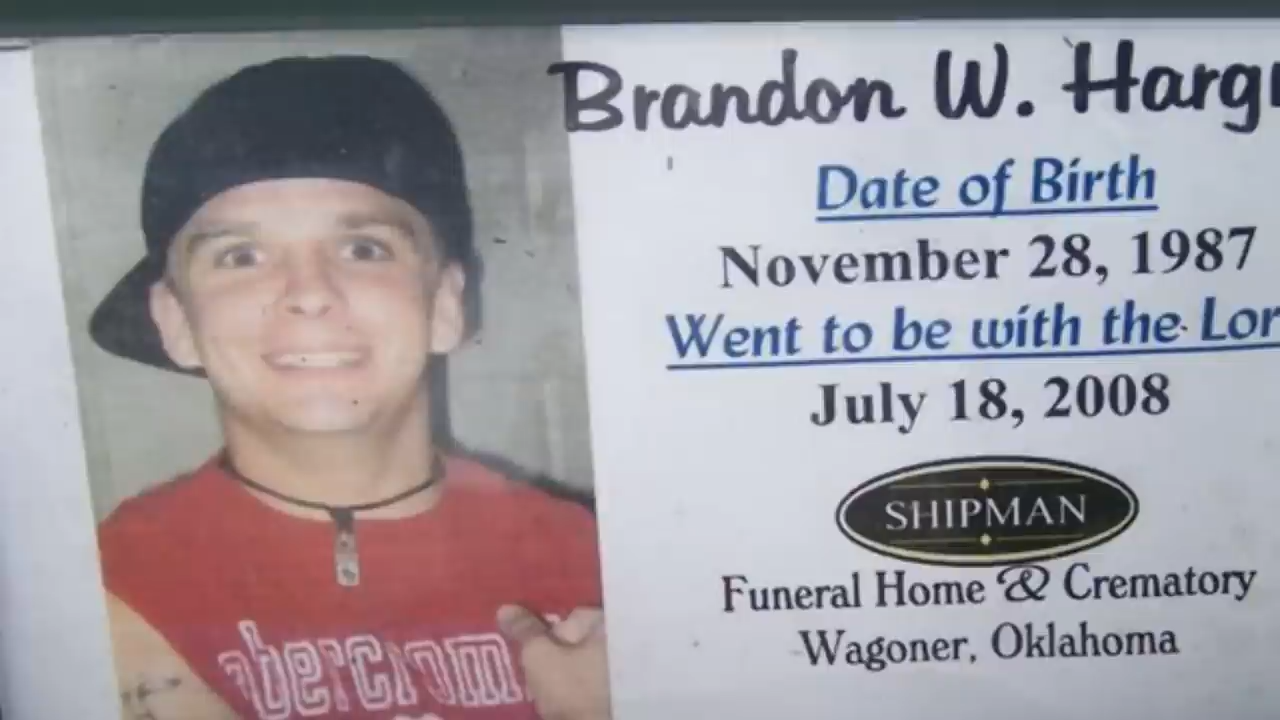 Brandon W. Harg
Date of Birth
November 28, 1987
Went to be with the Lor
July 18, 2008
SHIPMAN
Funeral Home & Crematory
Wagoner, Oklahoma
abercrom